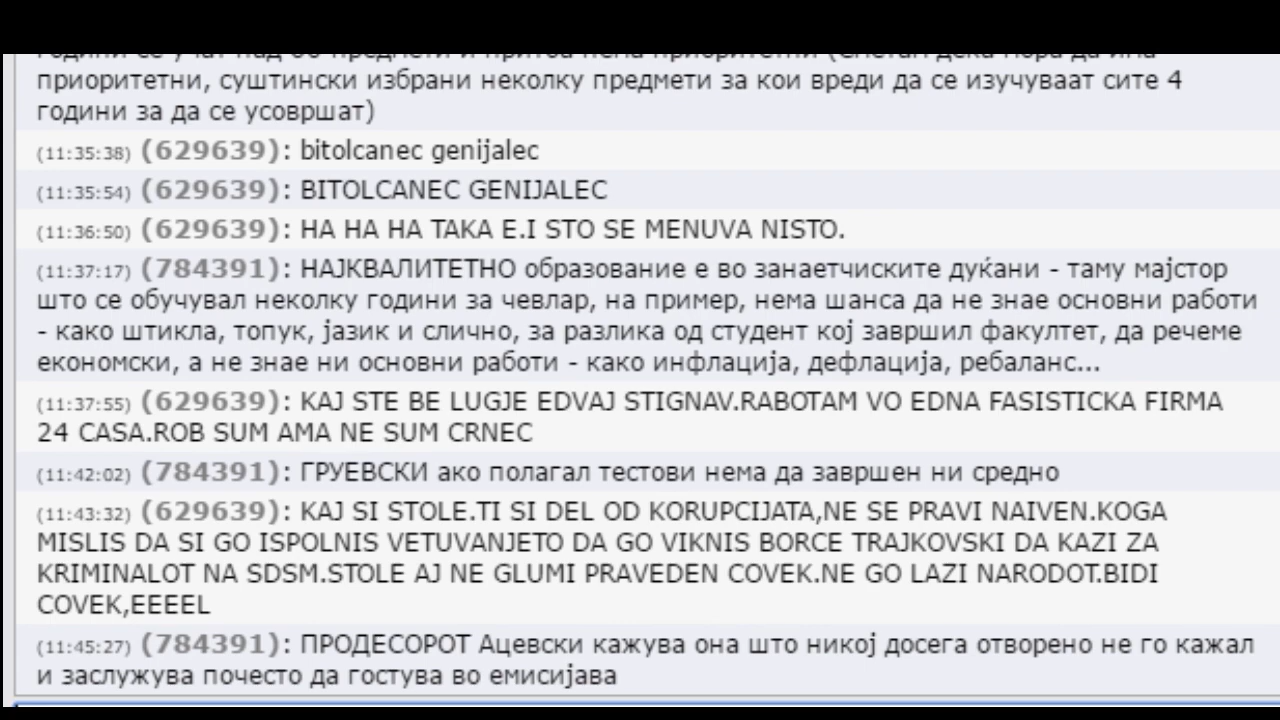 приоритетни, суштински избрани неколку предмети за кои вреди да се изучуваат сите 4
години за да се усовршат)
(11:35:38) (629639): bitolcanec genijalec
(11:35:54) (629639): BITOLCANEC GENIJALEC
(11:36:50) (629639): HA HA HA TAKA E.I STO SE MENUVA NISTO.
(11:37:17) (784391): НАЈКВАЛИТЕТНО образование е во занаетчиските дуќани - таму мајстор
што се обучувал неколку години за чевлар, на пример, нема шанса да не знае основни работи
- како штикла, топук, јазик и слично, за разлика од студент кој завршил факултет, да речеме
економски, а не знае ни основни работи - како инфлација, дефлација, ребаланс...
(11:37:55) (629639): KAJ STE BE LUGJE EDVAJ STIGNAV.RABOTAM VO EDNA FASISTICKA FIRMA
24 CASA.ROB SUM AMA NE SUM CRNEC
(11:42:02) (784391): ГРУЕВСКИ ако полагал тестови нема да завршен ни средно
(11:43:32) (629639): KAJ SI STOLE.TI SI DEL OD KORUPCIJATA,NE SE PRAVI NAIVEN.KOGA
MISLIS DA SI GO ISPOLNIS VETUVANJETO DA GO VIKNIS BORCE TRAJKOVSKI DA KAZI ZA
KRIMINALOT NA SDSM.STOLE AJ NE GLUMI PRAVEDEN COVEK.NE GO LAZI NARODOT.BIDI
COVEK,EEEEL
(11:45:27) (784391): ПРОДЕСОРОТ Ацевски кажува она што никој досега отворено не го кажал
и заслужува почесто да гостува во емисијава